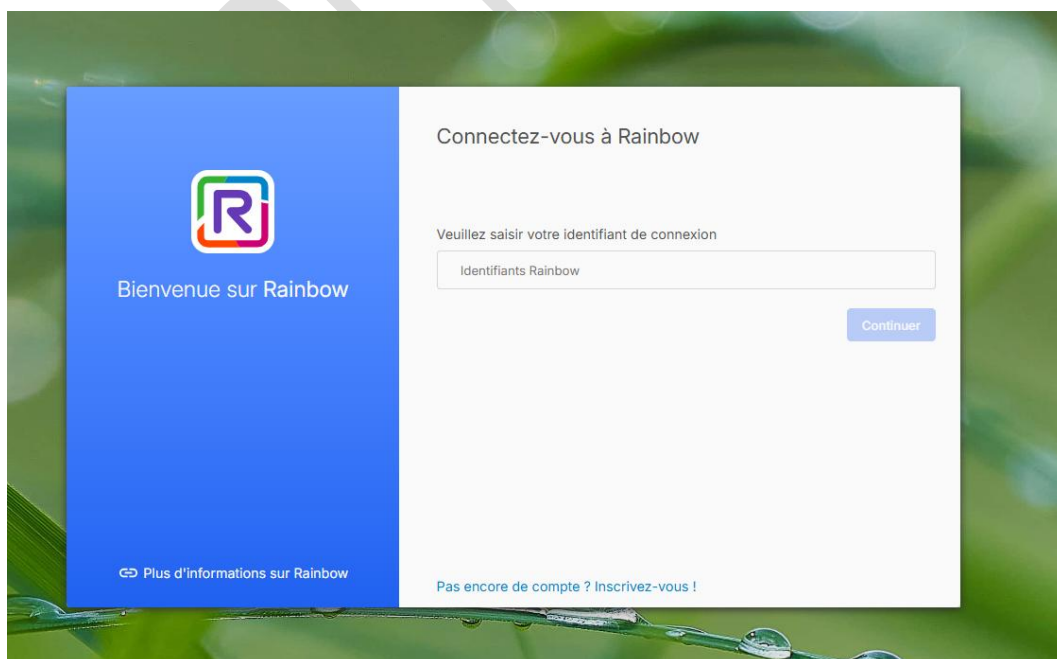 R
Bienvenue sur Rainbow
Plus d'informations sur Rainbow
Connectez-vous à Rainbow
Veuillez saisir votre identifiant de connexion
Identifiants Rainbow
Continuer
Pas encore de compte ? Inscrivez-vous !